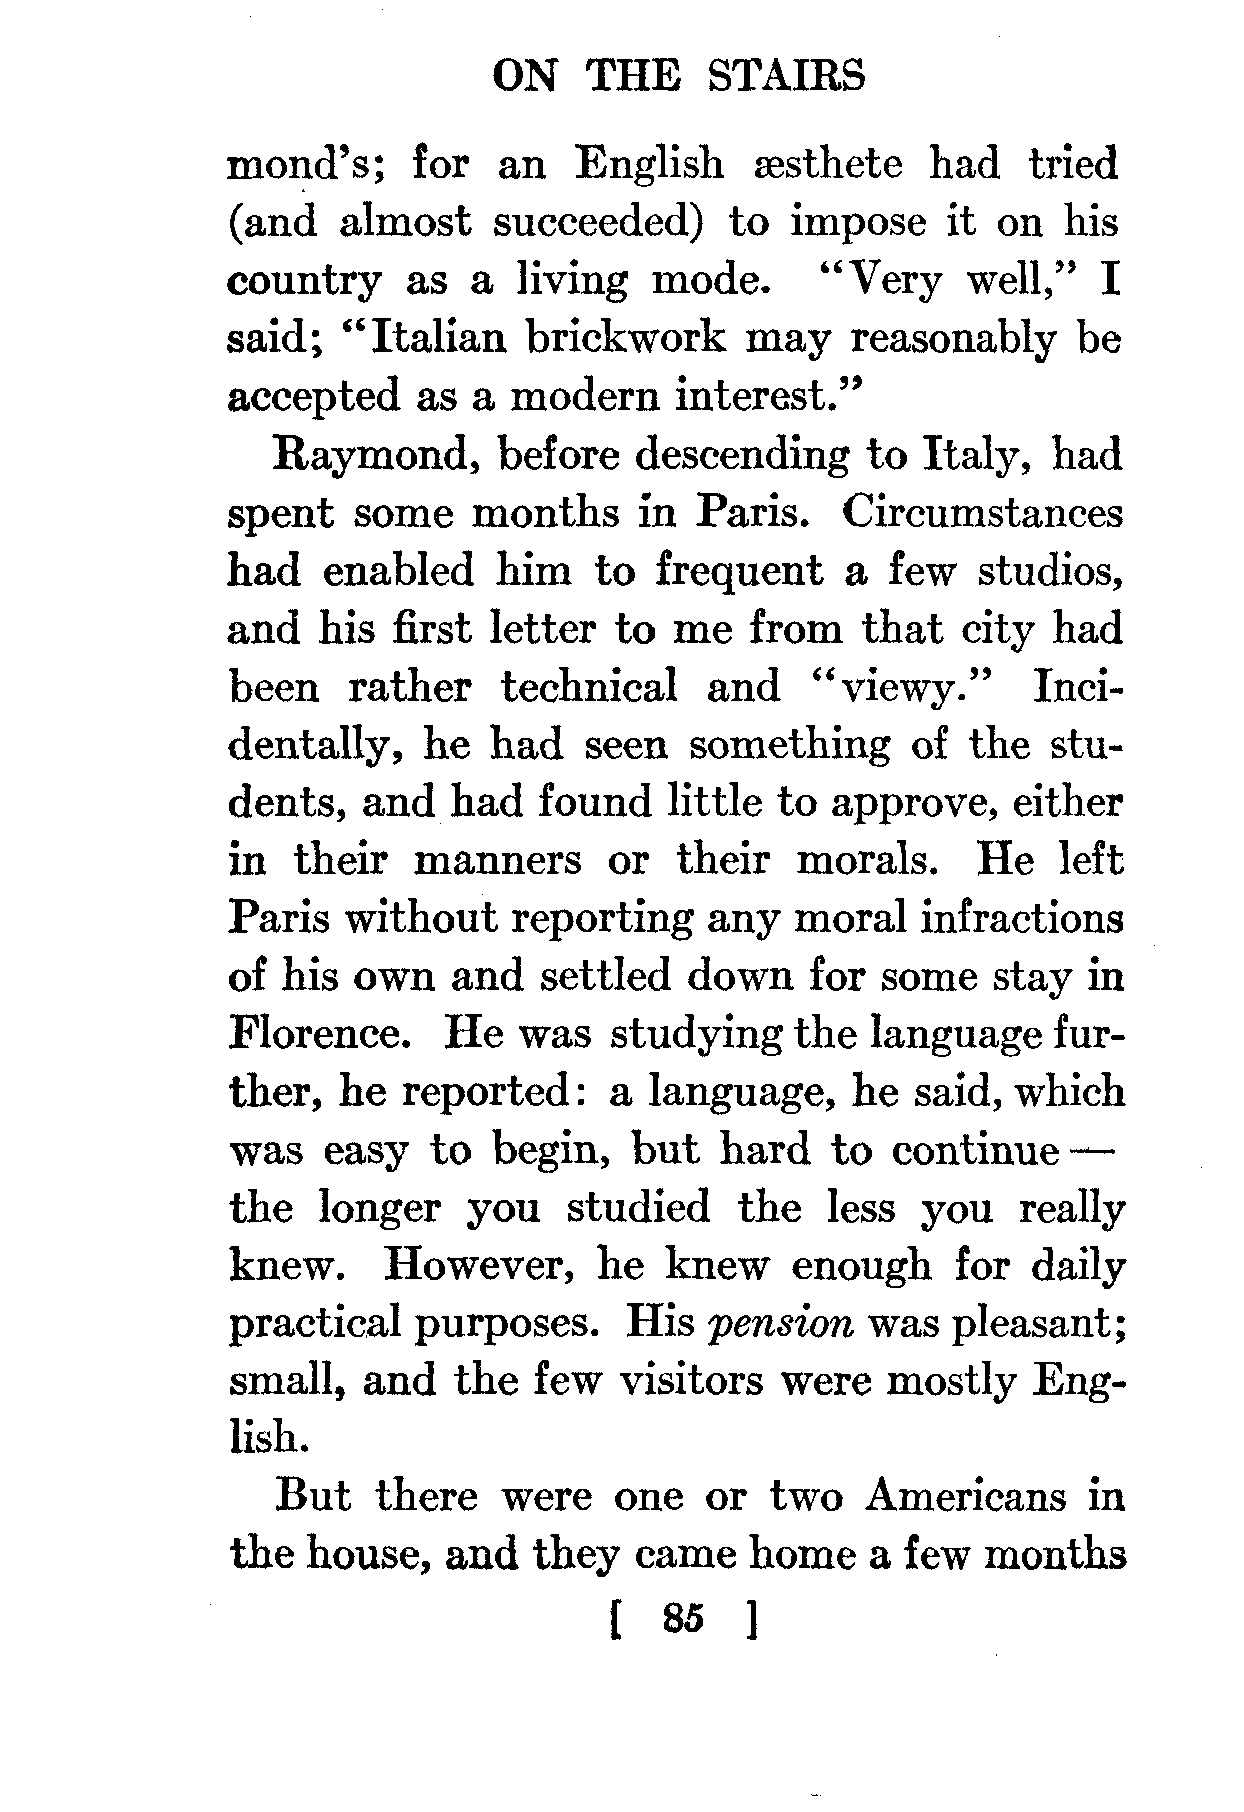 ON THE STAIRS
mond's; for an English æsthete had tried
(and almost succeeded) to impose it on his
country as a living mode. "Very well," I
said; "Italian brickwork may reasonably be
accepted as a modern interest."
Raymond, before descending to Italy, had
spent some months in Paris. Circumstances
had enabled him to frequent a few studios,
and his first letter to me from that city had
been rather technical and "viewy." Inci-
dentally, he had seen something of the stu-
dents, and had found little to approve, either
in their manners or their morals. He left
Paris without reporting any moral infractions
of his own and settled down for some stay in
Florence. He was studying the language fur-
ther, he reported: a language, he said, which
was easy to begin, but hard to continue —
the longer you studied the less you really
knew. However, he knew enough for daily
practical purposes. His pension was pleasant;
small, and the few visitors were mostly Eng-
lish.
But there were one or two Americans in
the house, and they came home a few months
[ 85 ]